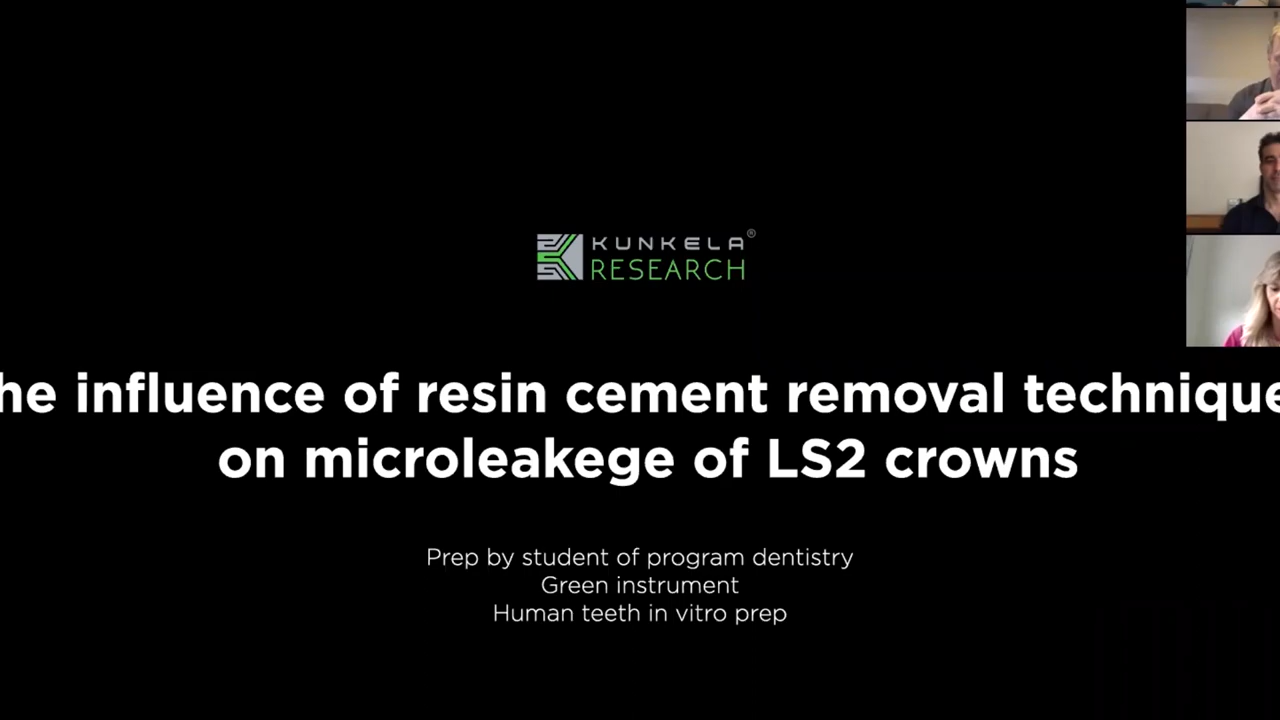 KUNKELA®
RESEARCH
he influence of resin cement removal technique
on microleakege of LS2 crowns
Prep by student of program dentistry
Green instrument
Human teeth in vitro prep